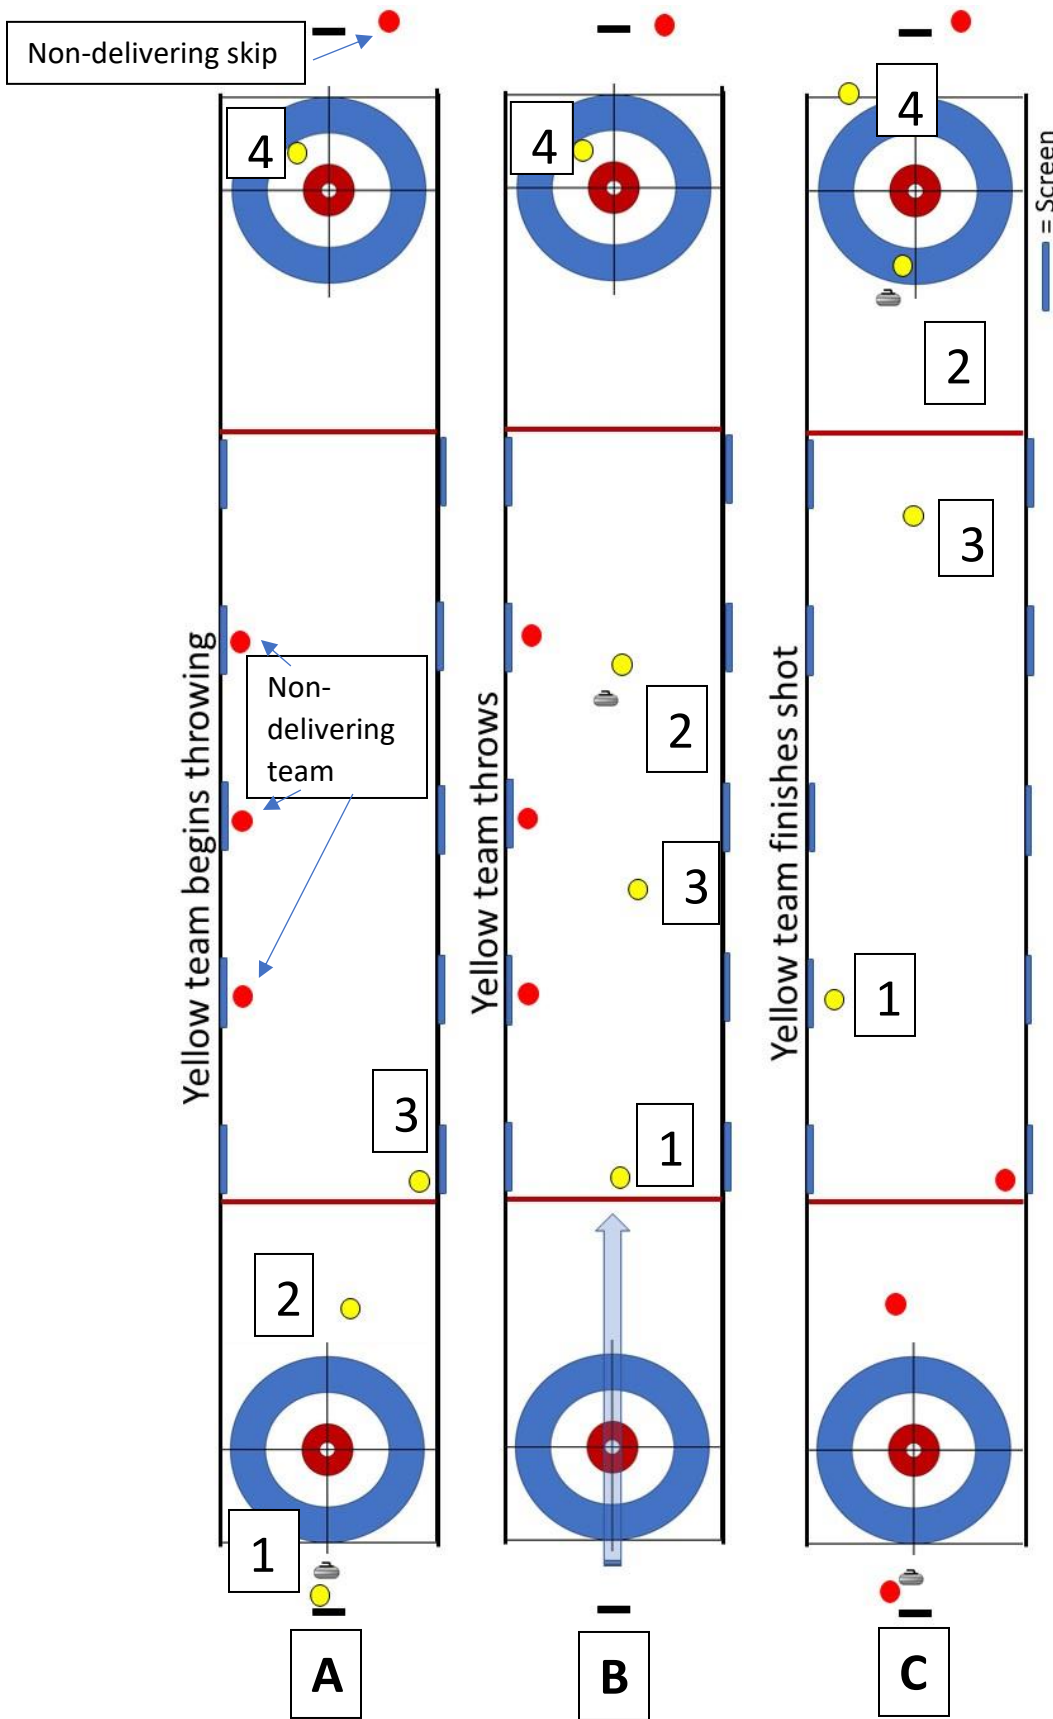 Non-delivering skip
4
4
4
= Screen
2
3
Yellow team begins throwing
Non-
delivering
team
Yellow team throws
2
3
Yellow team finishes shot
1
3
1
2
1
A
B
C